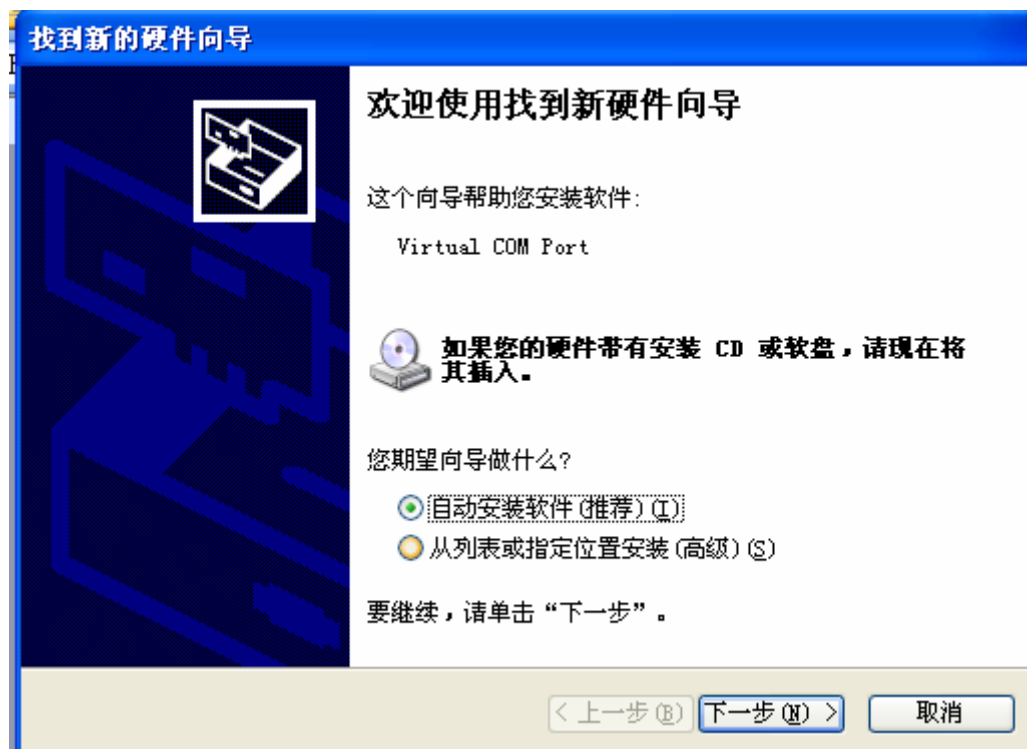 找到新的硬件向导
欢迎使用找到新硬件向导
这个向导帮助您安装软件:
Virtual COM Port
如果您的硬件带有安装 CD 或软盘，请现在将
其插入。
您期望向导做什么?
自动安装软件(推荐)(I)
从列表或指定位置安装(高级)(S)
要继续，请单击“下一步”。
< 上一步(B)
下一步(N) >
取消